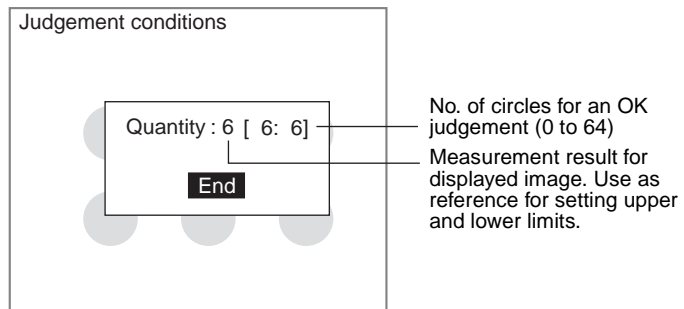 Judgement conditions
Quantity : 6 [ 6: 6]
End
No. of circles for an OK
judgement (0 to 64)
Measurement result for
displayed image. Use as
reference for setting upper
and lower limits.